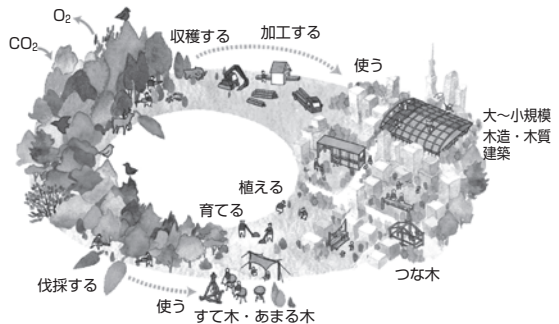 O₂
CO₂
収穫する
加工する
使う
大〜小規模
木造・木質
建築
植える
育てる
つな木
伐採する
使う
すて木・あまる木